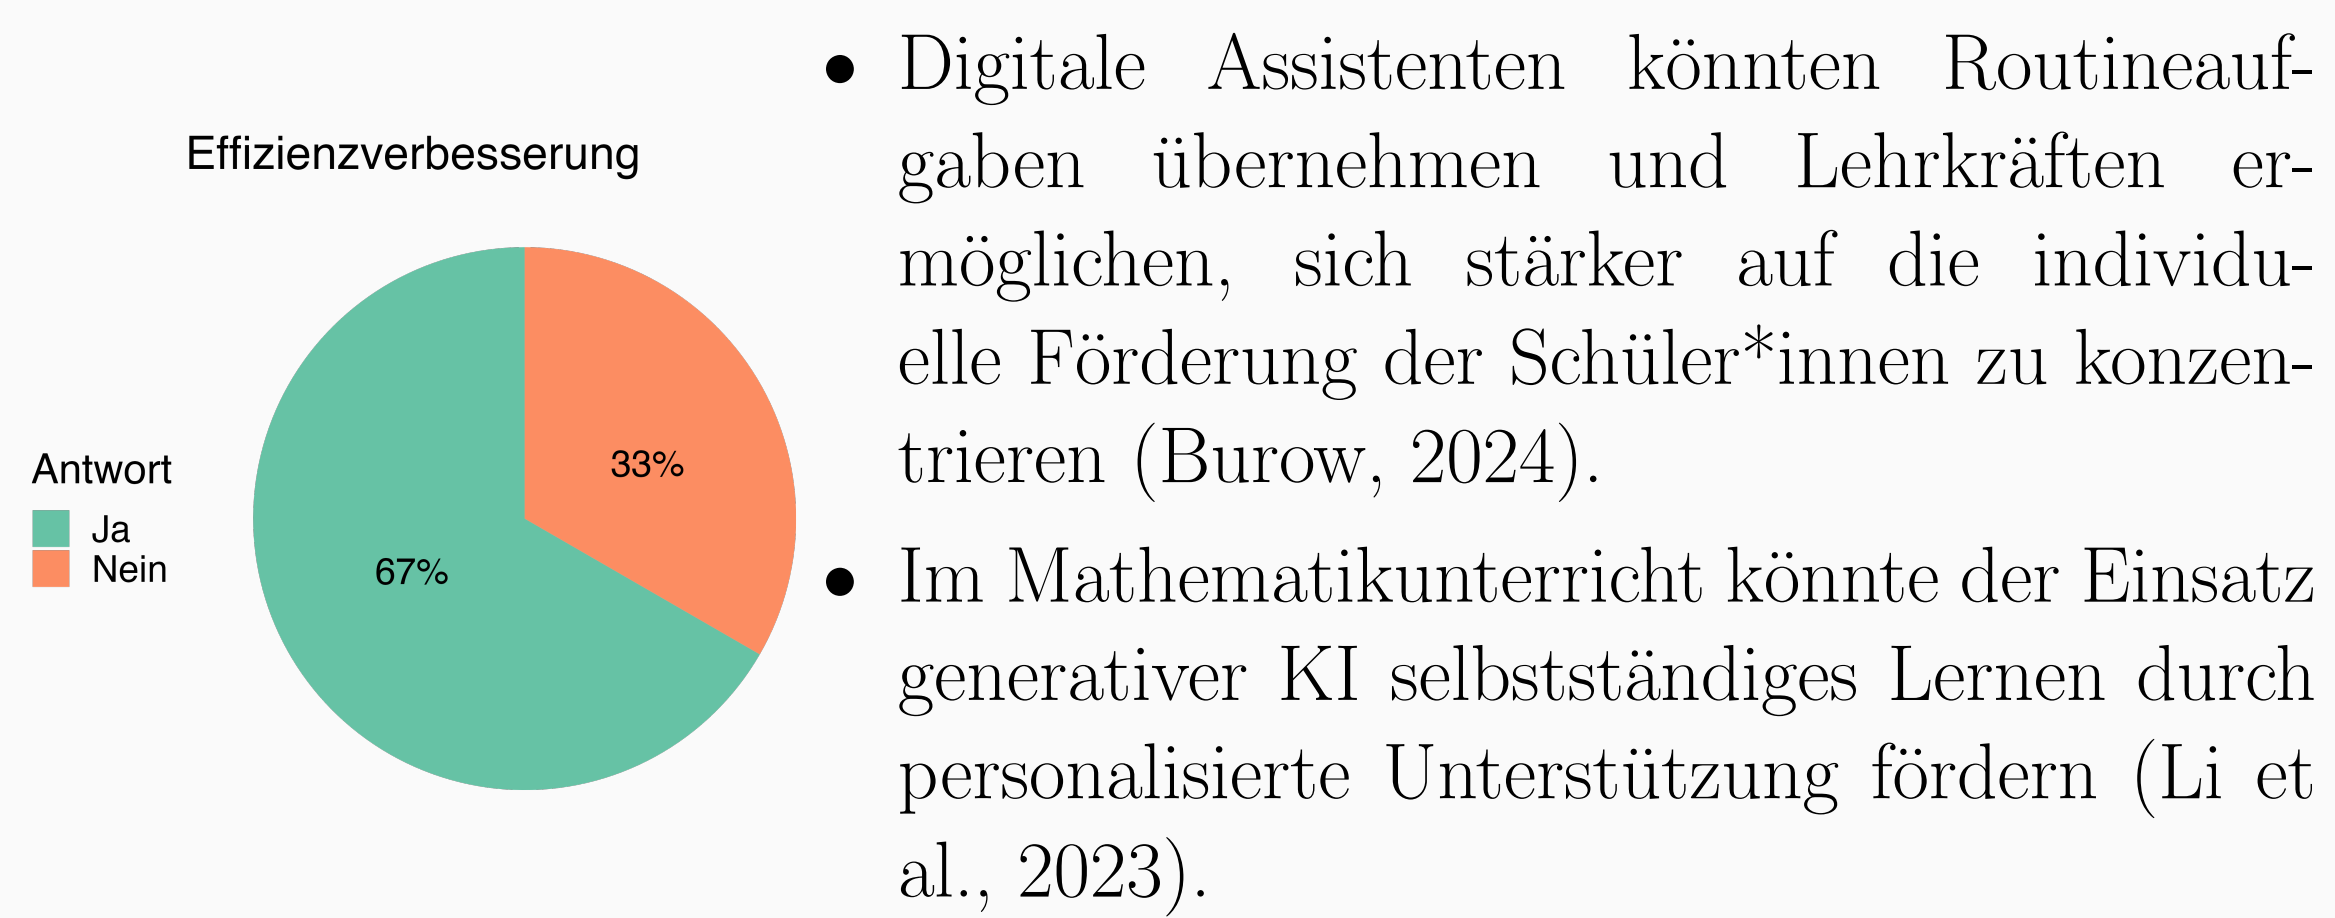 Effizienzverbesserung
Antwort
Ja
Nein
33%
67%
• Digitale Assistenten könnten Routineauf-
gaben übernehmen und Lehrkräften er-
möglichen, sich stärker auf die individu-
elle Förderung der Schüler*innen zu konzen-
trieren (Burow, 2024).
• Im Mathematikunterricht könnte der Einsatz
generativer KI selbstständiges Lernen durch
personalisierte Unterstützung fördern (Li et
al., 2023).